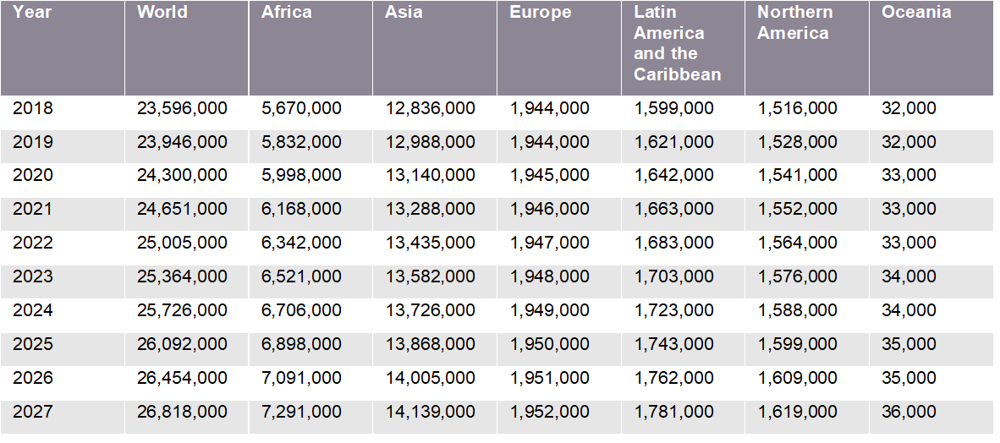 Year World Africa Asia Europe Latin America and the Caribbean Northern America Oceania
2018 23,596,000 5,670,000 12,836,000 1,944,000 1,599,000 1,516,000 32,000
2019 23,946,000 5,832,000 12,988,000 1,944,000 1,621,000 1,528,000 32,000
2020 24,300,000 5,998,000 13,140,000 1,945,000 1,642,000 1,541,000 33,000
2021 24,651,000 6,168,000 13,288,000 1,946,000 1,663,000 1,552,000 33,000
2022 25,005,000 6,342,000 13,435,000 1,947,000 1,683,000 1,564,000 33,000
2023 25,364,000 6,521,000 13,582,000 1,948,000 1,703,000 1,576,000 34,000
2024 25,726,000 6,706,000 13,726,000 1,949,000 1,723,000 1,588,000 34,000
2025 26,092,000 6,898,000 13,868,000 1,950,000 1,743,000 1,599,000 35,000
2026 26,454,000 7,091,000 14,005,000 1,951,000 1,762,000 1,609,000 35,000
2027 26,818,000 7,291,000 14,139,000 1,952,000 1,781,000 1,619,000 36,000